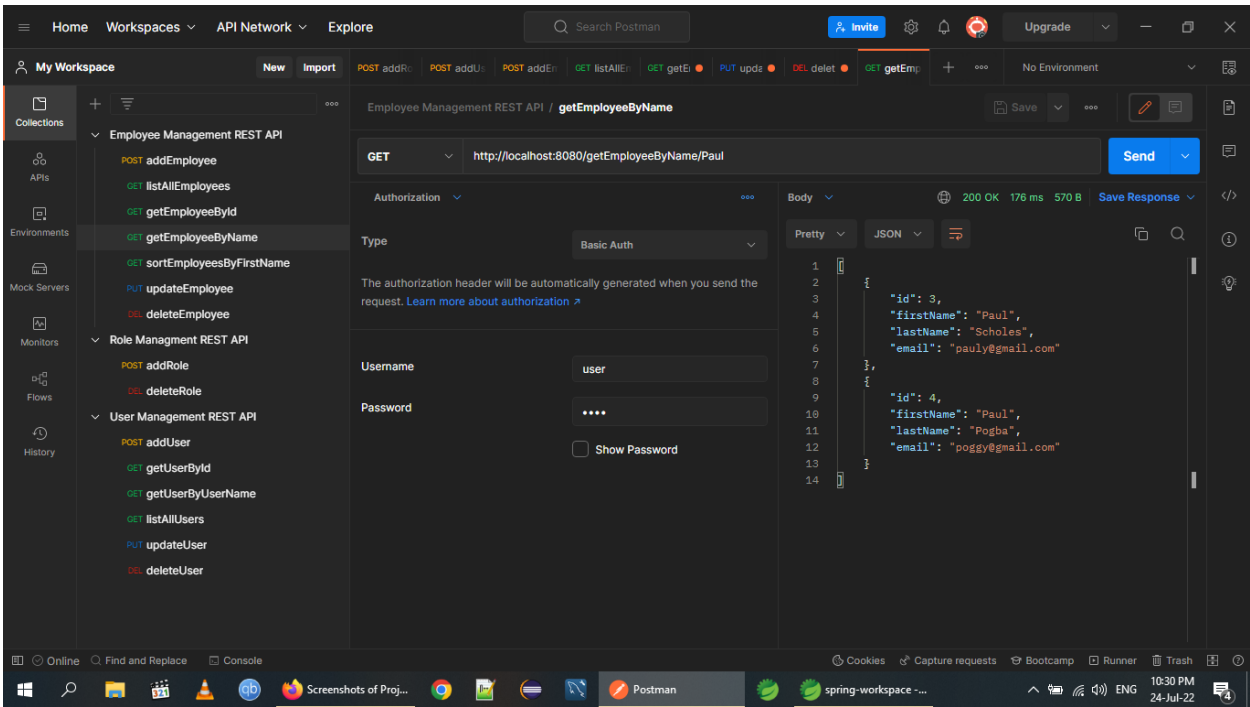 Home Workspaces API Network Explore Search Postman Invite Upgrade
My Workspace New Import POST addRo POST addUs POST addEn GET listAllEn GET getEi PUT upda DEL delet GET getEmp No Environment
Collections
APIs
Environments
Mock Servers
Monitors
Flows
History
Employee Management REST API
POST addEmployee
GET listAllEmployees
GET getEmployeeById
GET getEmployeeByName
GET sortEmployeesByFirstName
PUT updateEmployee
DEL deleteEmployee
Role Managment REST API
POST addRole
DEL deleteRole
User Management REST API
POST addUser
GET getUserById
GET getUserByUserName
GET listAllUsers
PUT updateUser
DEL deleteUser
Employee Management REST API / getEmployeeByName Save
GET http://localhost:8080/getEmployeeByName/Paul Send
Authorization
Type Basic Auth
The authorization header will be automatically generated when you send the
request. Learn more about authorization ↗
Username user
Password ••••
Show Password
Body 200 OK 176 ms 570 B Save Response
Pretty JSON
1 [
2 {
3 "id": 3,
4 "firstName": "Paul",
5 "lastName": "Scholes",
6 "email": "pauly@gmail.com"
7 },
8 {
9 "id": 4,
10 "firstName": "Paul",
11 "lastName": "Pogba",
12 "email": "poggy@gmail.com"
13 }
14 ]
Online Find and Replace Console Cookies Capture requests Bootcamp Runner Trash
321 qb Screenshots of Proj... Postman spring-workspace -... ENG 10:30 PM
24-Jul-22 4